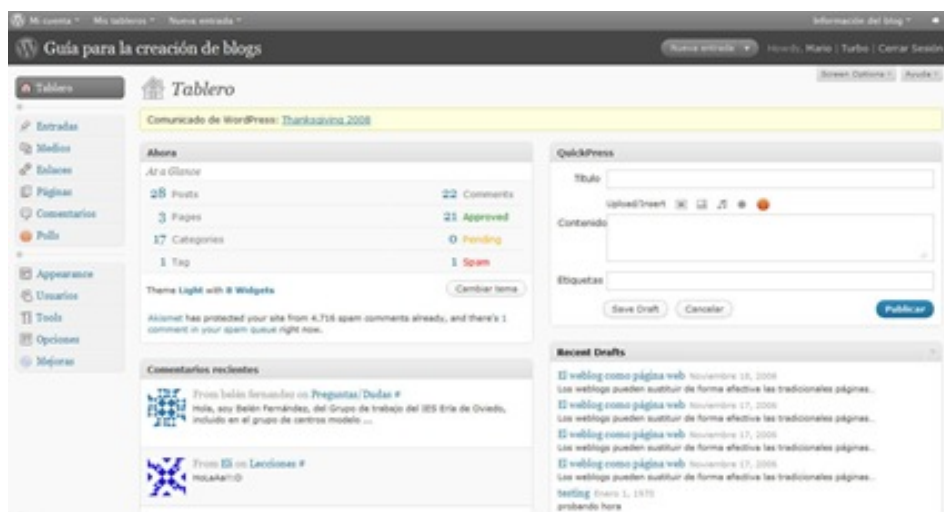 Mi cuenta Mis tableros Nueva entrada Información del blog
Guía para la creación de blogs Nueva entrada Howdy, Mario | Turbo | Cerrar Sesión
Screen Options Ayuda
Tablero
Tablero
Comunicado de WordPress: Thanksgiving 2008
Entradas
Medios
Enlaces
Páginas
Comentarios
Polls
Appearance
Usuarios
Tools
Opciones
Mejoras
Ahora
At a Glance
28 Posts 22 Comments
3 Pages 21 Approved
17 Categories 0 Pending
1 Tag 1 Spam
Theme Light with 8 Widgets Cambiar tema
Akismet has protected your site from 4,716 spam comments already, and there's 1
comment in your spam queue right now.
Comentarios recientes
From belén fernandez on Preguntas/Dudas #
Hola, soy Belén Fernández, del Grupo de trabajo del IES Ería de Oviedo,
incluido en el grupo de centros modelo ...
From Eli on Lecciones #
HoLaAa!!:D
QuickPress
Título
Upload/Insert
Contenido
Etiquetas
Save Draft Cancelar Publicar
Recent Drafts
El weblog como página web Noviembre 18, 2008
Los weblogs pueden sustituir de forma efectiva las tradicionales páginas…
El weblog como página web Noviembre 17, 2008
Los weblogs pueden sustituir de forma efectiva las tradicionales páginas…
El weblog como página web Noviembre 17, 2008
Los weblogs pueden sustituir de forma efectiva las tradicionales páginas…
El weblog como página web Noviembre 17, 2008
Los weblogs pueden sustituir de forma efectiva las tradicionales páginas…
testing Enero 1, 1970
probando hora